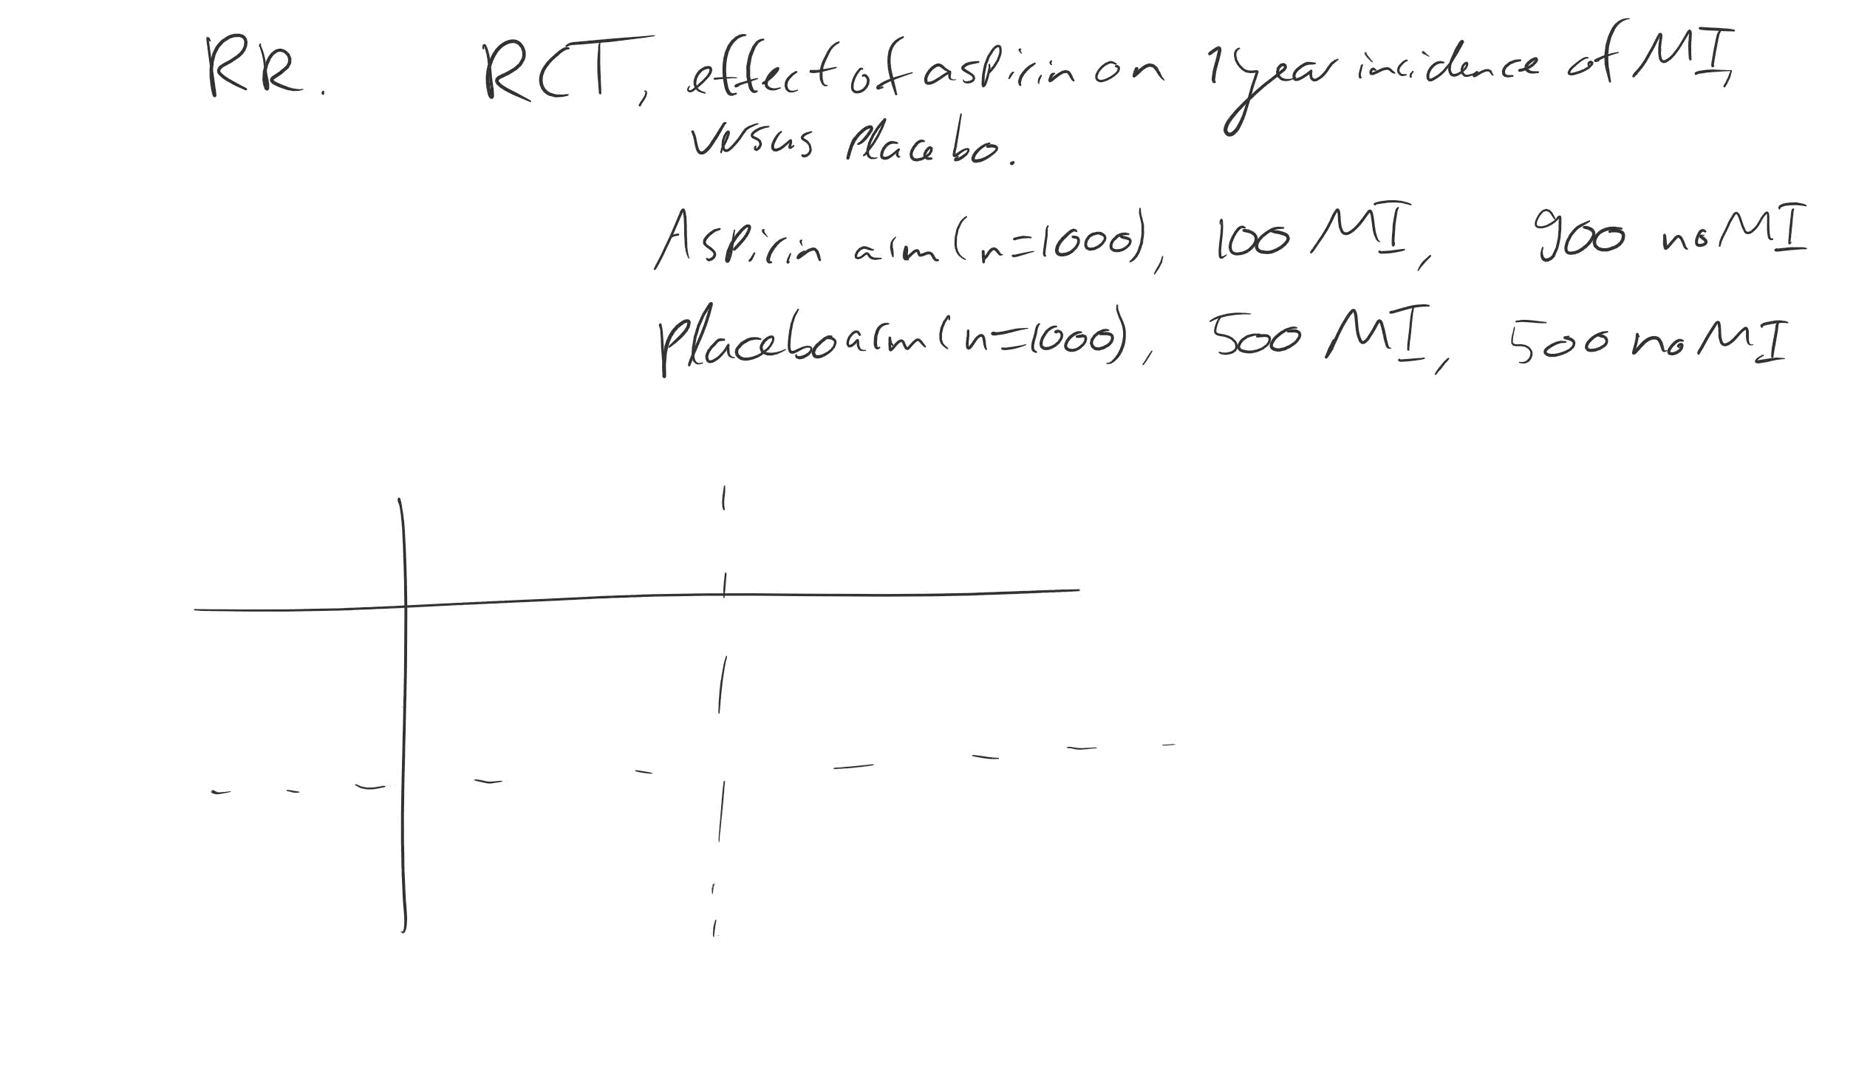 RR. RCT, effect of aspirin on 1 year incidence of MI,
versus Placebo.
Aspirin arm (n=1000), 100 MI, 900 no MI
Placebo arm (n=1000), 500 MI, 500 no MI